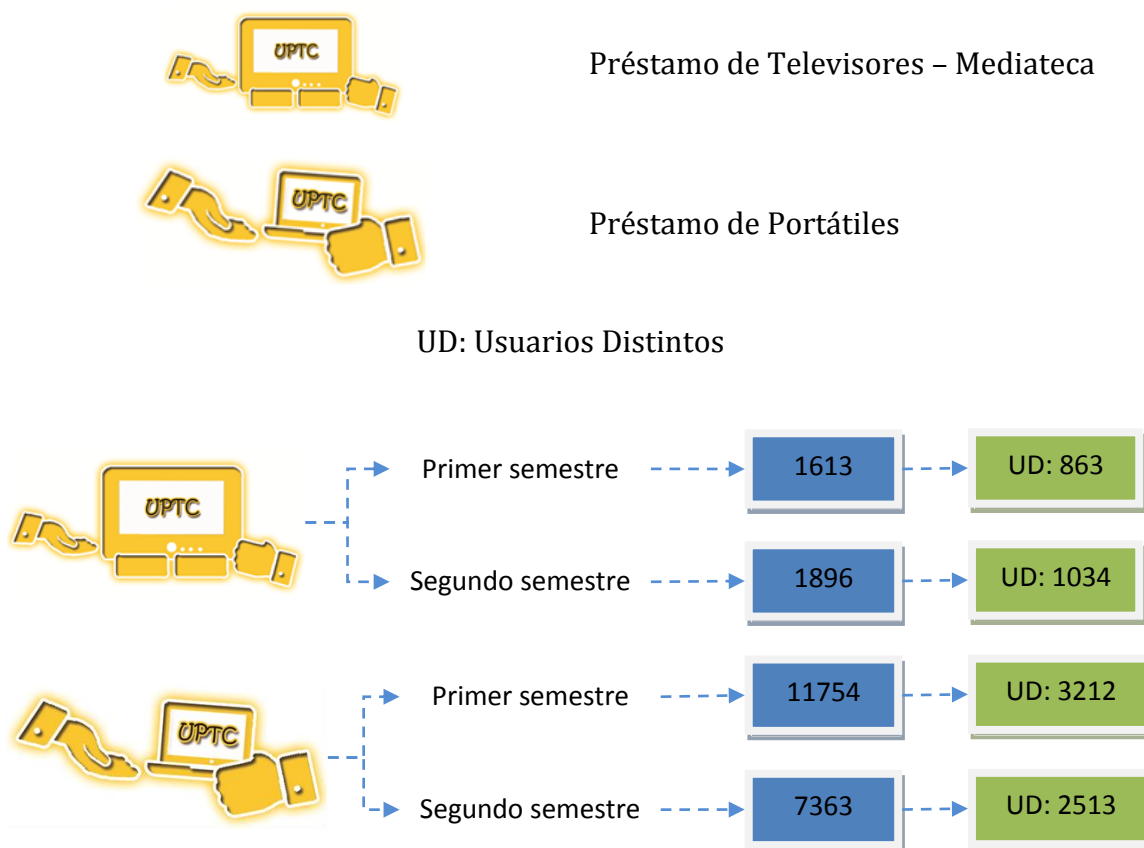 UPTC
Préstamo de Televisores – Mediateca
UPTC
Préstamo de Portátiles
UD: Usuarios Distintos
UPTC
Primer semestre 1613 UD: 863
Segundo semestre 1896 UD: 1034
UPTC
Primer semestre 11754 UD: 3212
Segundo semestre 7363 UD: 2513